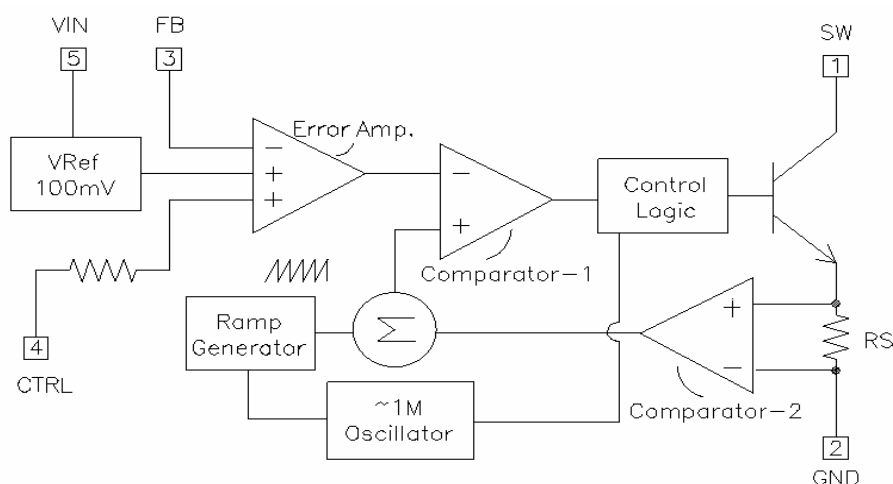 VIN
FB
SW
5
3
1
Error Amp.
VRef
100mV
−
+
+
−
+
Control
Logic
Comparator-1
Ramp
Generator
Σ
+
−
RS
4
CTRL
~1M
Oscillator
Comparator-2
2
GND